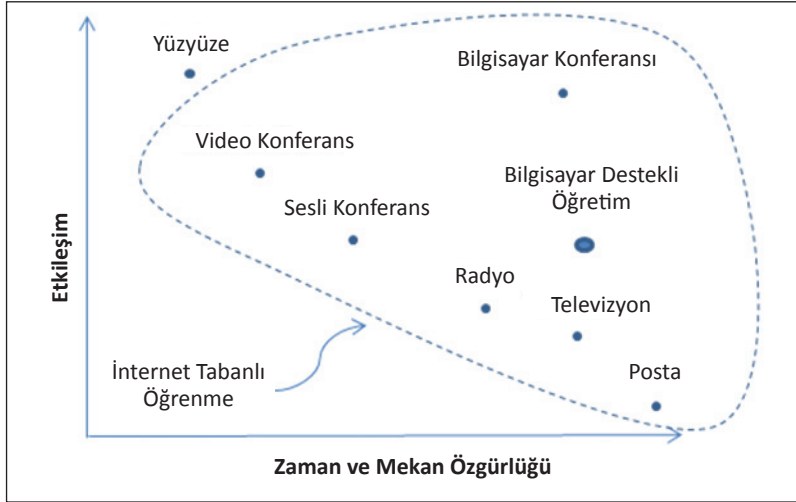 Yüzyüze
Bilgisayar Konferansı
Video Konferans
Bilgisayar Destekli
Öğretim
Sesli Konferans
Radyo
Televizyon
İnternet Tabanlı
Öğrenme
Posta
Etkileşim
Zaman ve Mekan Özgürlüğü